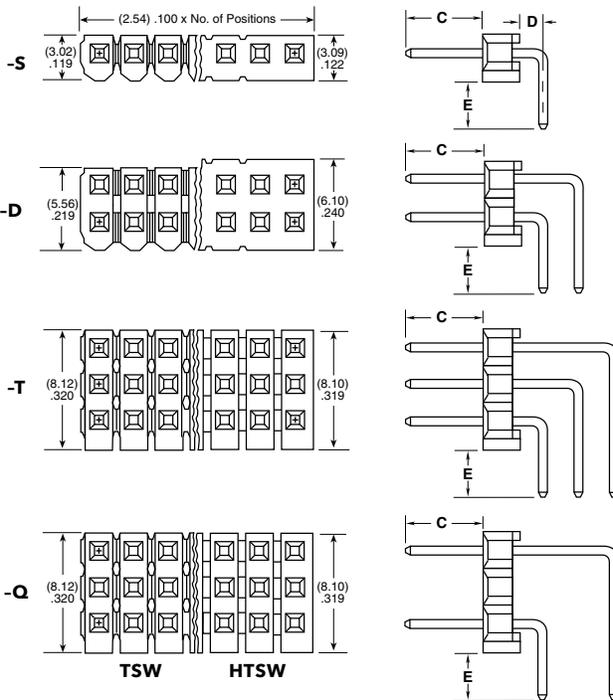 (2.54) .100 x No. of Positions
-S
(3.02)
.119
(3.09)
.122
C
D
E
-D
(5.56)
.219
(6.10)
.240
C
E
-T
(8.12)
.320
(8.10)
.319
C
E
-Q
(8.12)
.320
(8.10)
.319
C
E
TSW
HTSW